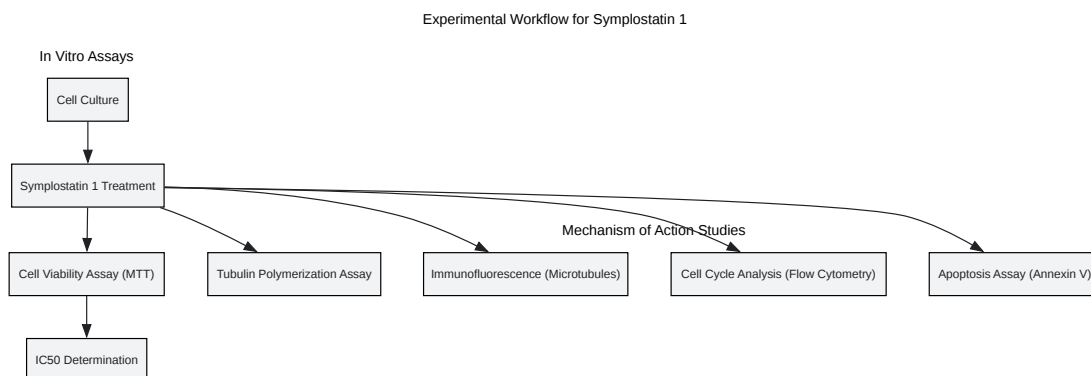 Experimental Workflow for Symplostatin 1
In Vitro Assays
Cell Culture
Symplostatin 1 Treatment
Mechanism of Action Studies
Cell Viability Assay (MTT)
Tubulin Polymerization Assay
Immunofluorescence (Microtubules)
Cell Cycle Analysis (Flow Cytometry)
Apoptosis Assay (Annexin V)
IC50 Determination